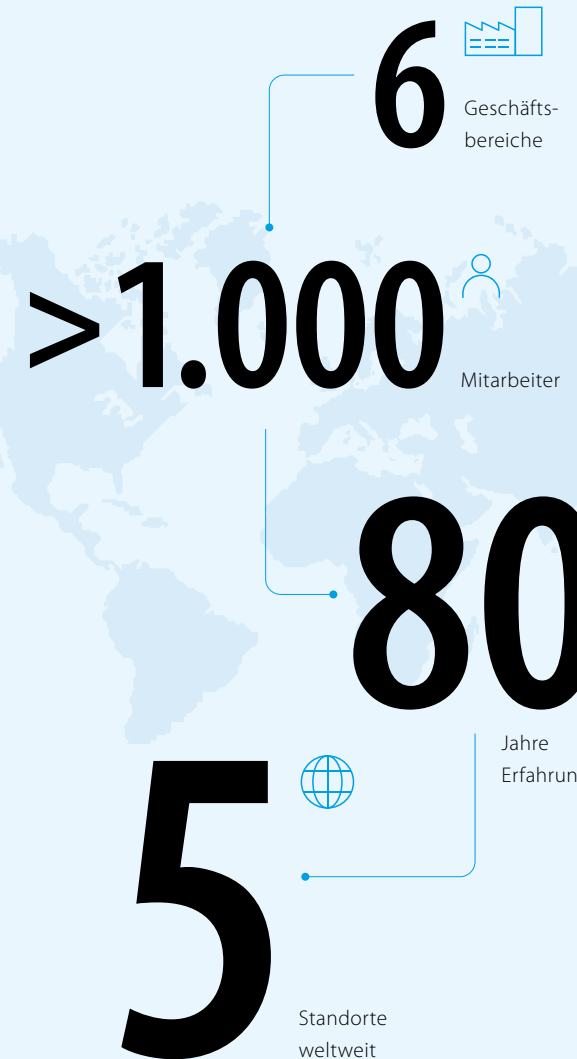 6
Geschäfts-
bereiche
>1.000
Mitarbeiter
80
Jahre
Erfahrun
5
Standorte
weltweit